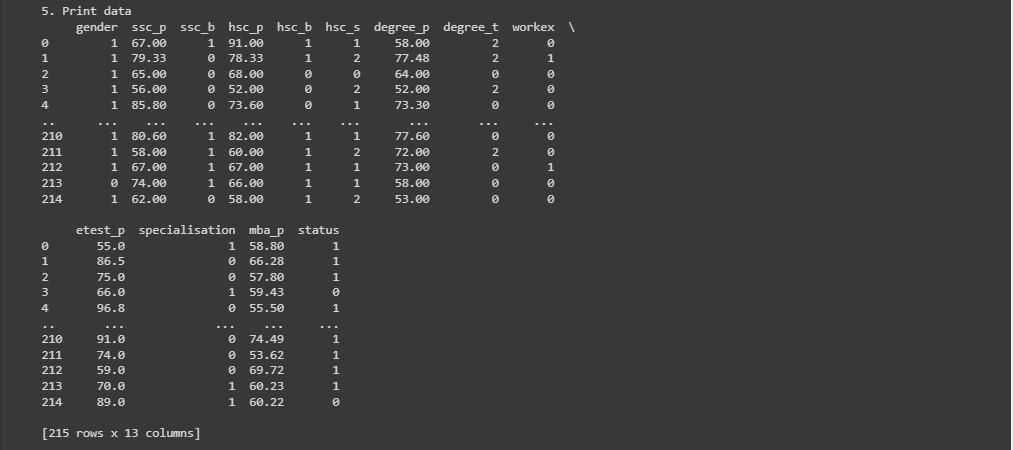 5. Print data
gender ssc_p ssc_b hsc_p hsc_b hsc_s degree_p degree_t workex \
0 1 67.00 1 91.00 1 1 58.00 2 0
1 1 79.33 0 78.33 1 2 77.48 2 1
2 1 65.00 0 68.00 0 0 64.00 0 0
3 1 56.00 0 52.00 0 2 52.00 2 0
4 1 85.80 0 73.60 0 1 73.30 0 0
.. ... ... ... ... ... ... ... ... ...
210 1 80.60 1 82.00 1 1 77.60 0 0
211 1 58.00 1 60.00 1 2 72.00 2 0
212 1 67.00 1 67.00 1 1 73.00 0 1
213 0 74.00 1 66.00 1 1 58.00 0 0
214 1 62.00 0 58.00 1 2 53.00 0 0
etest_p specialisation mba_p status
0 55.0 1 58.80 1
1 86.5 0 66.28 1
2 75.0 0 57.80 1
3 66.0 1 59.43 0
4 96.8 0 55.50 1
.. ... ... ... ...
210 91.0 0 74.49 1
211 74.0 0 53.62 1
212 59.0 0 69.72 1
213 70.0 1 60.23 1
214 89.0 1 60.22 0
[215 rows x 13 columns]